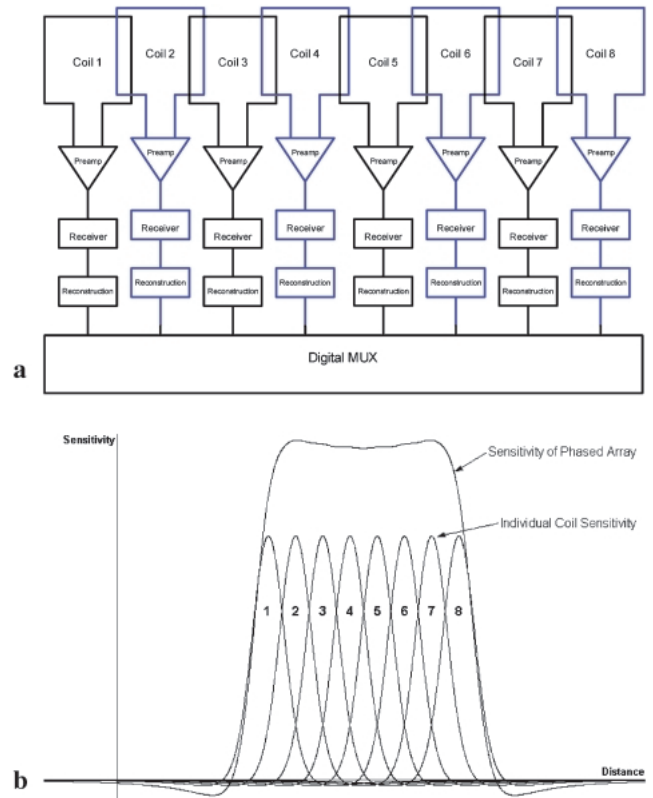 Coil 1
Coil 2
Coil 3
Coil 4
Coil 5
Coil 6
Coil 7
Coil 8
Preamp
Preamp
Preamp
Preamp
Preamp
Preamp
Preamp
Preamp
Receiver
Receiver
Receiver
Receiver
Receiver
Receiver
Receiver
Receiver
Reconstruction
Reconstruction
Reconstruction
Reconstruction
Reconstruction
Reconstruction
Reconstruction
Reconstruction
Digital MUX
a
Sensitivity
Sensitivity of Phased Array
Individual Coil Sensitivity
1 2 3 4 5 6 7 8
Distance
b